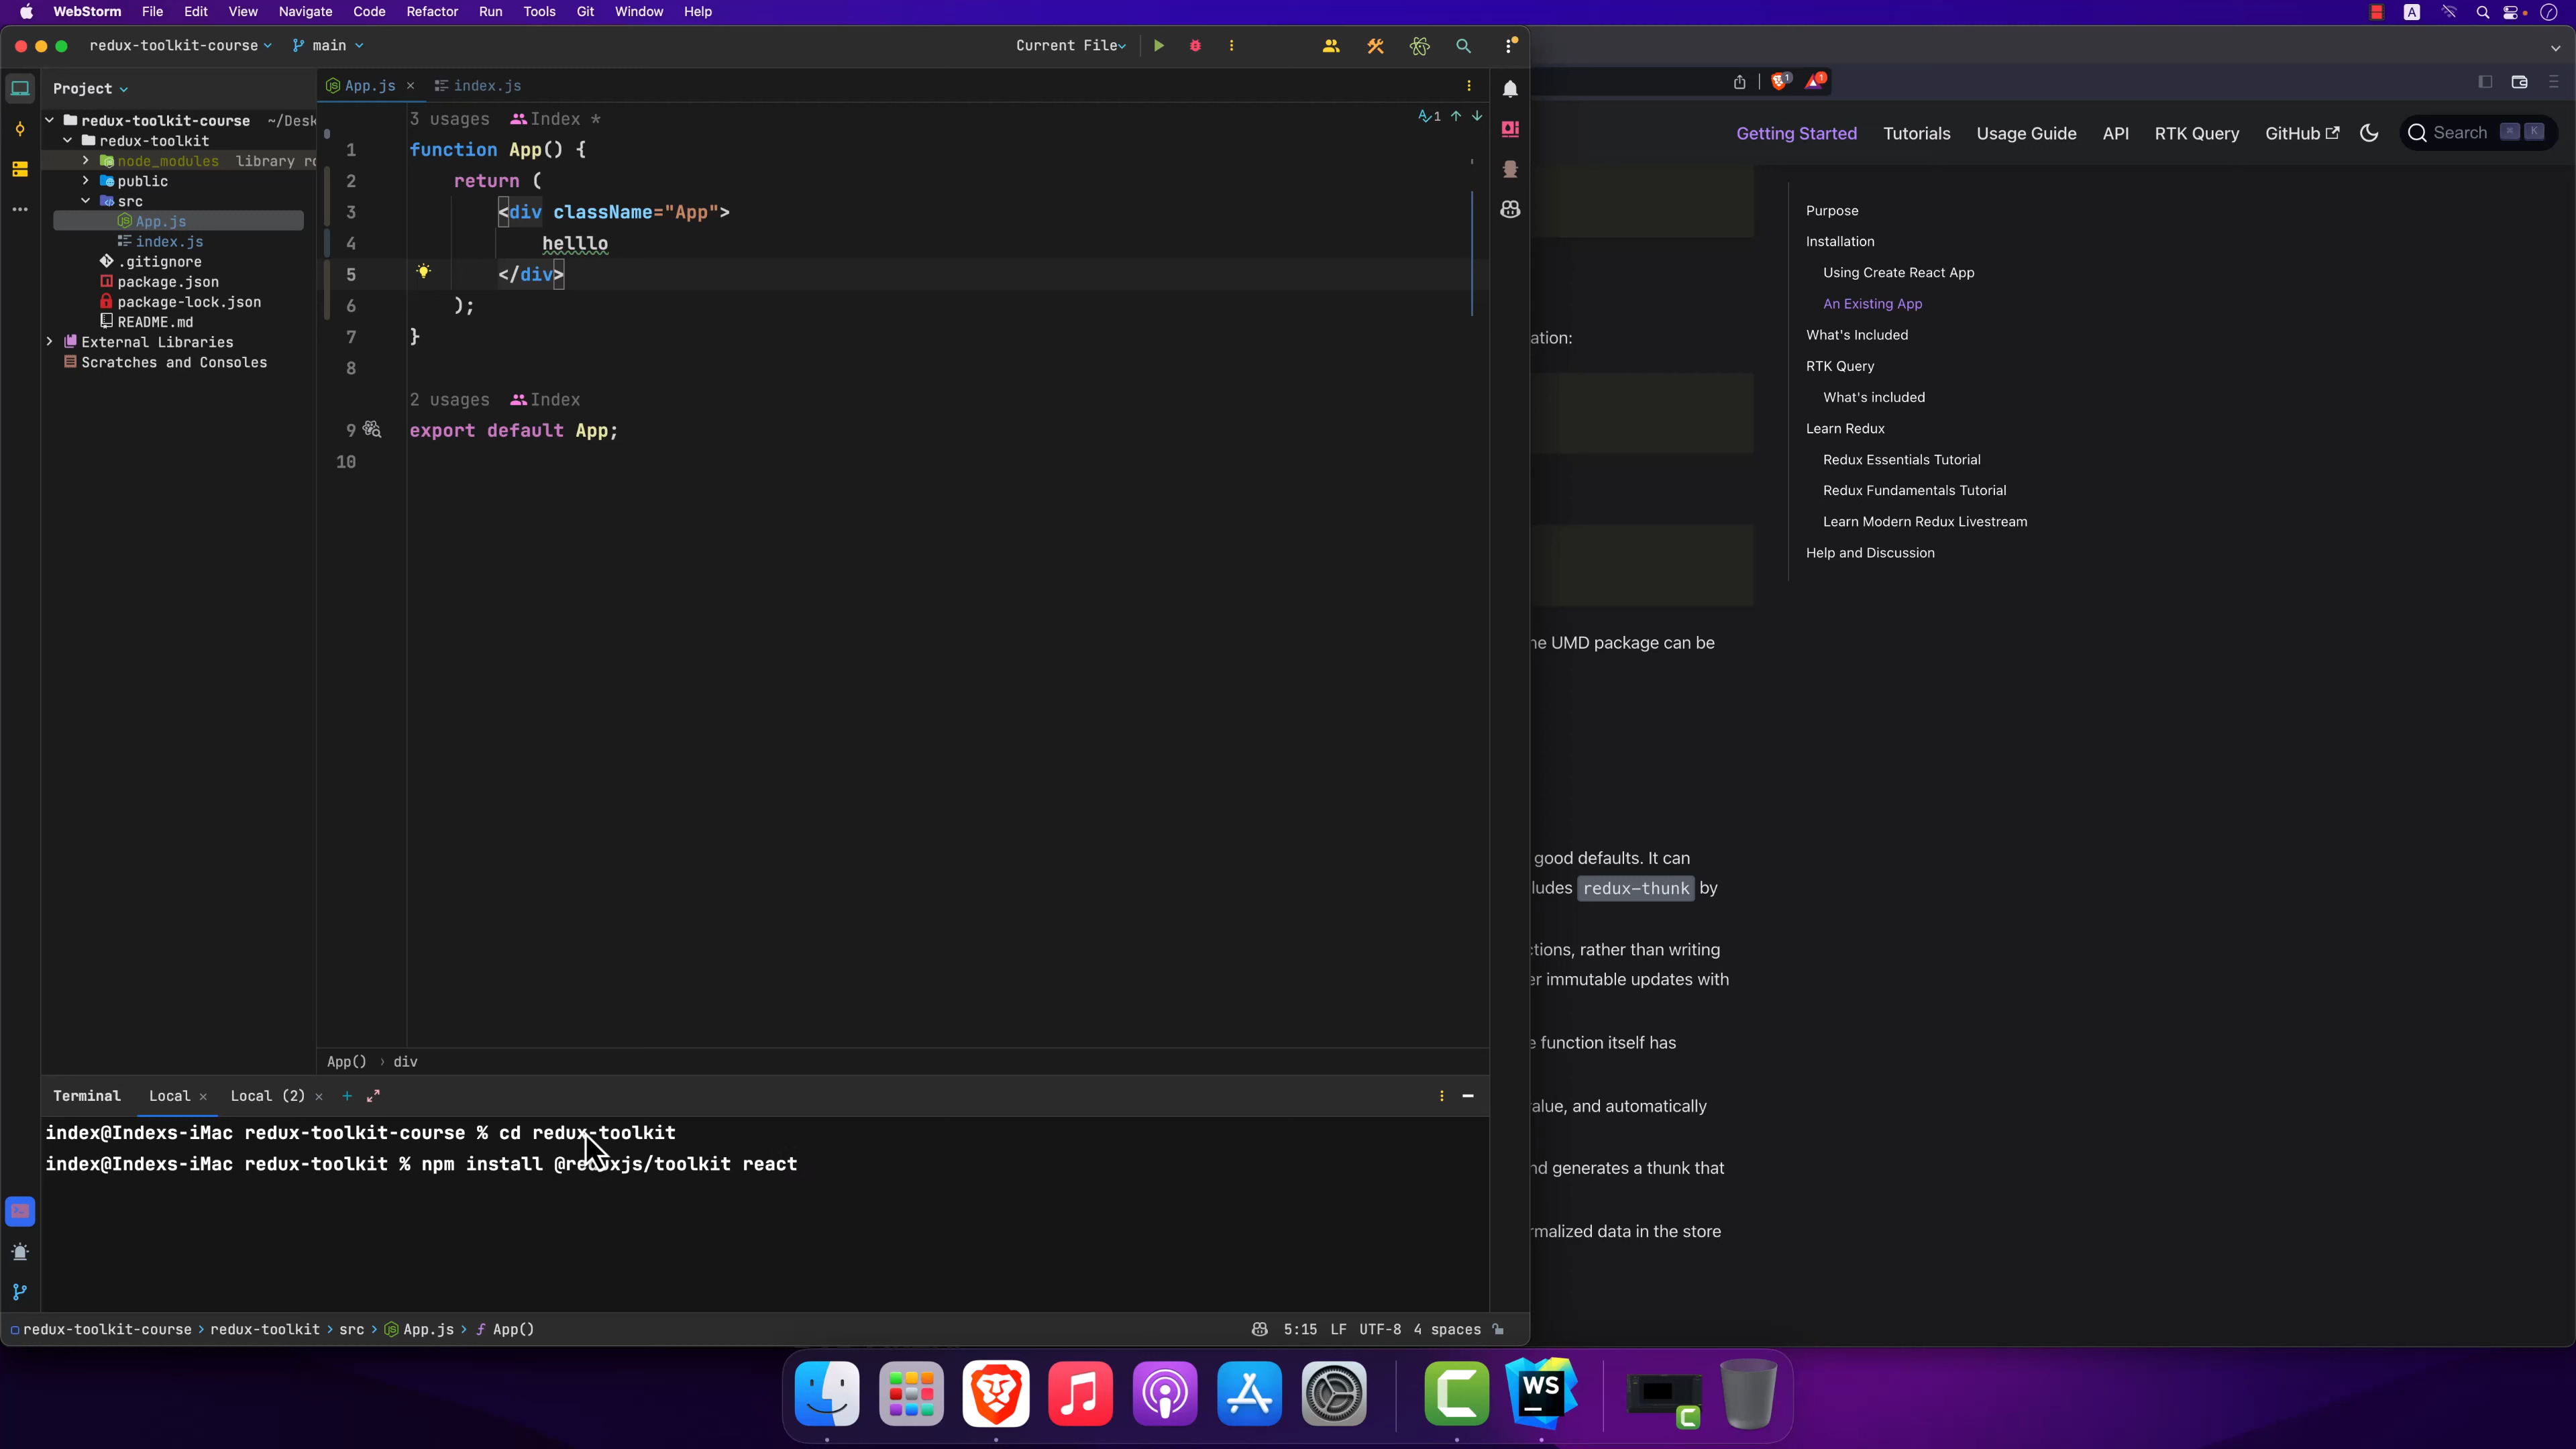 WebStorm File Edit View Navigate Code Refactor Run Tools Git Window Help
A
redux-toolkit-course main Current File
Project
App.js index.js
redux-toolkit-course ~/Desk
redux-toolkit
node_modules library ro
public
src
App.js
index.js
.gitignore
package.json
package-lock.json
README.md
External Libraries
Scratches and Consoles
3 usages Index *
1
1 function App() {
2 return (
3 <div className="App">
4 helllo
5 </div>
6 );
7 }
8
2 usages Index
9 export default App;
10
App() › div
Terminal Local × Local (2) × +
index@Indexs-iMac redux-toolkit-course % cd redux-toolkit
index@Indexs-iMac redux-toolkit % npm install @reduxjs/toolkit react
redux-toolkit-course › redux-toolkit › src › App.js › App()
5:15 LF UTF-8 4 spaces
1 1
Getting Started Tutorials Usage Guide API RTK Query GitHub Search ⌘ K
ation:
he UMD package can be
good defaults. It can
ludes redux-thunk by
ctions, rather than writing
er immutable updates with
e function itself has
alue, and automatically
nd generates a thunk that
rmalized data in the store
Purpose
Installation
Using Create React App
An Existing App
What's Included
RTK Query
What's included
Learn Redux
Redux Essentials Tutorial
Redux Fundamentals Tutorial
Learn Modern Redux Livestream
Help and Discussion
WS